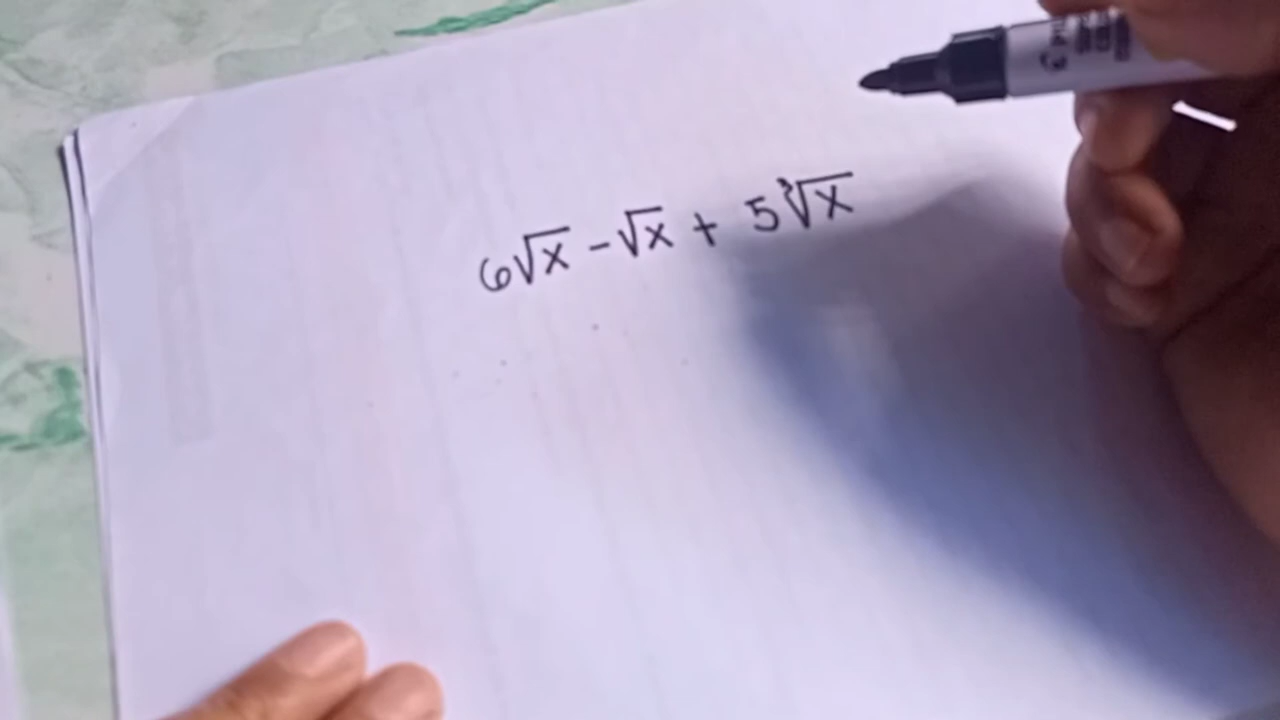 6√x - √x + 5∛x